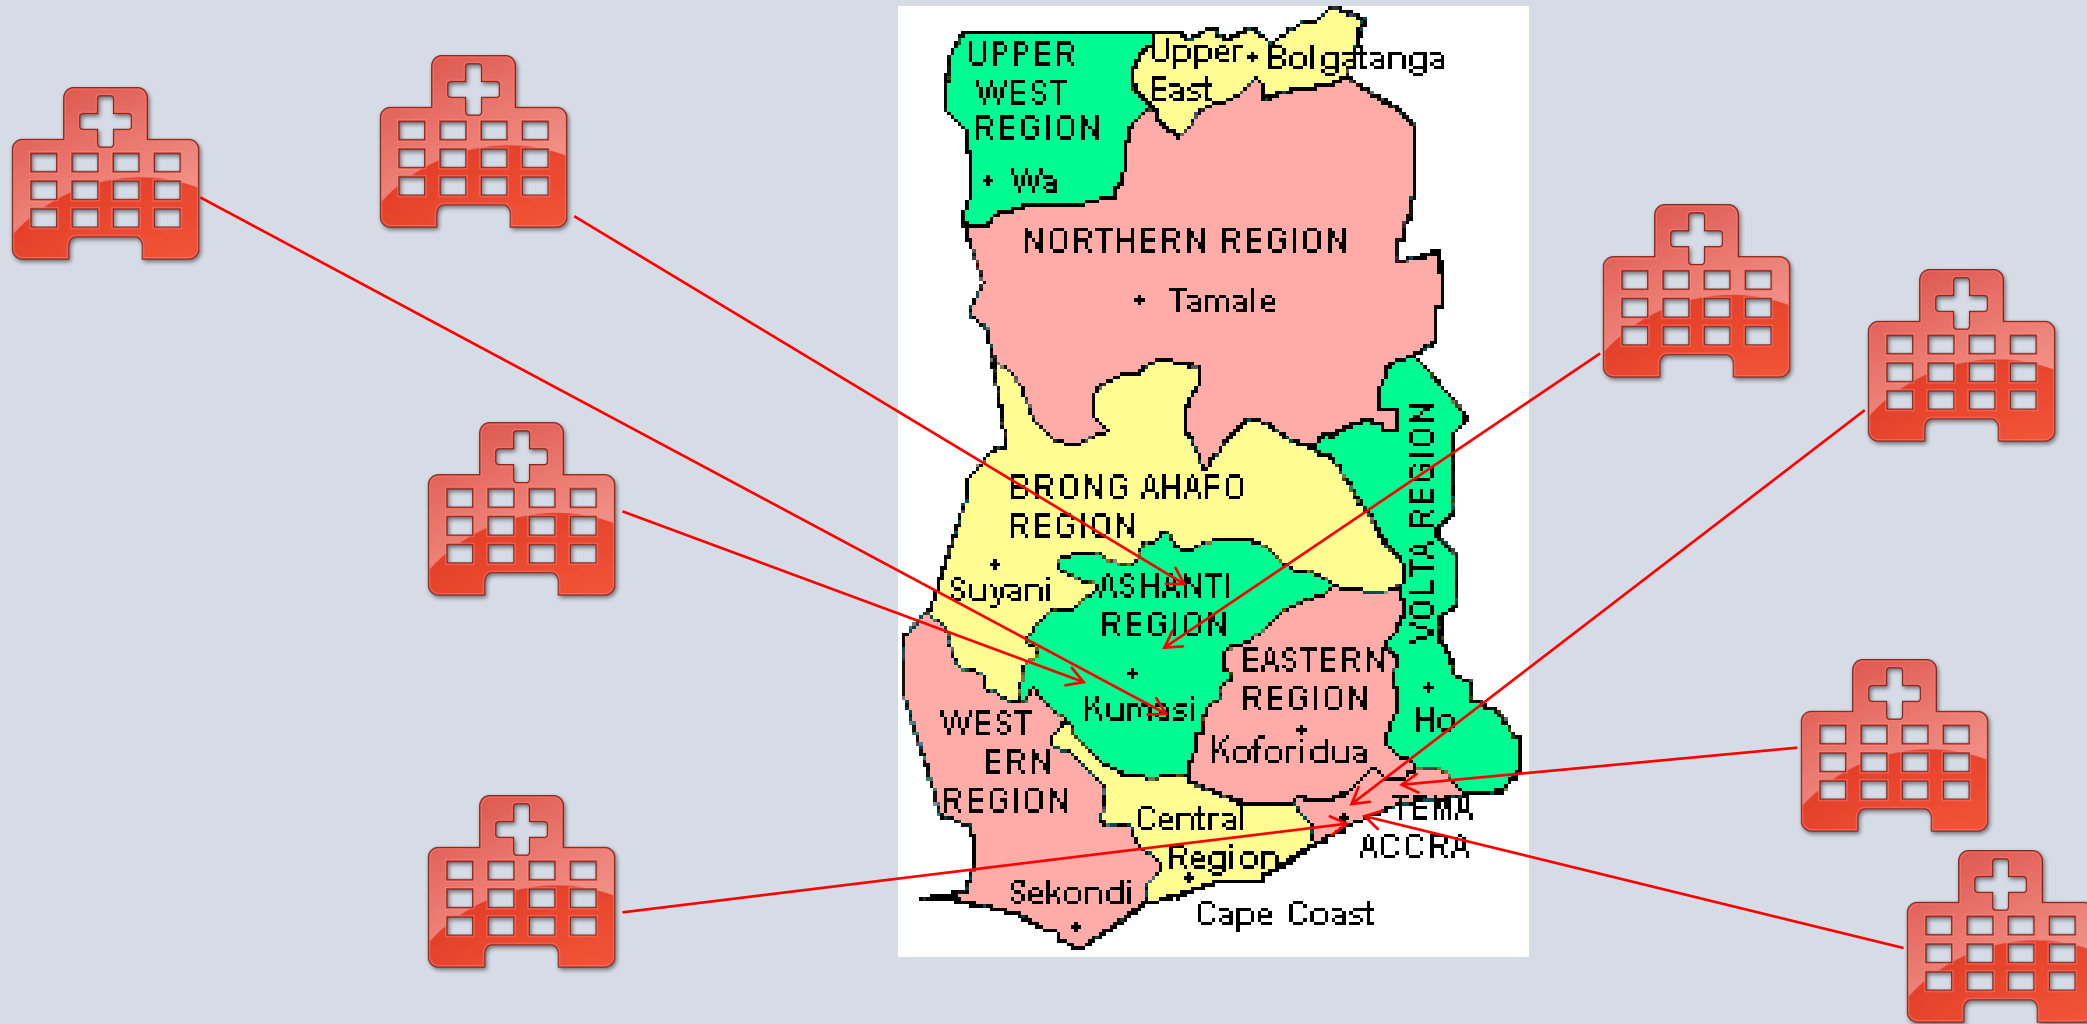 UPPER
WEST
REGION
Wa
Upper
East
Bolgatanga
NORTHERN REGION
Tamale
BRONG AHAFO
REGION
Suyani
ASHANTI
REGION
Kumasi
VOLTA REGION
Ho
EASTERN
REGION
Koforidua
WEST
ERN
REGION
Sekondi
Central
Region
Cape Coast
TEMA
ACCRA